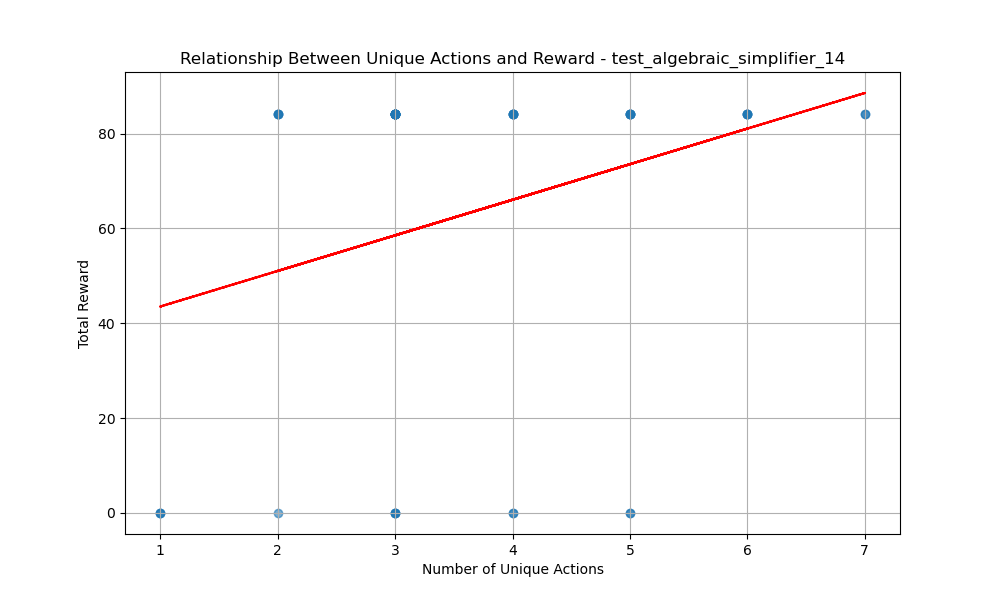 Relationship Between Unique Actions and Reward - test_algebraic_simplifier_14
Total Reward
80
60
40
20
0
1 2 3 4 5 6 7
Number of Unique Actions